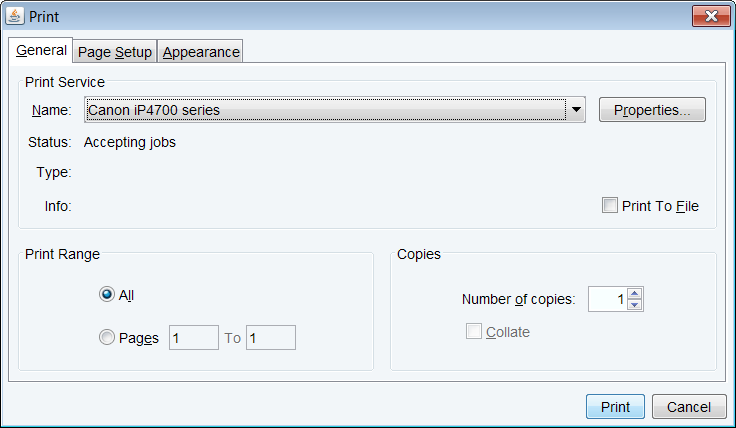 Print
General Page Setup Appearance
Print Service
Name: Canon iP4700 series Properties...
Status: Accepting jobs
Type:
Info: Print To File
Print Range
All
Pages 1 To 1
Copies
Number of copies: 1
Collate
Print Cancel